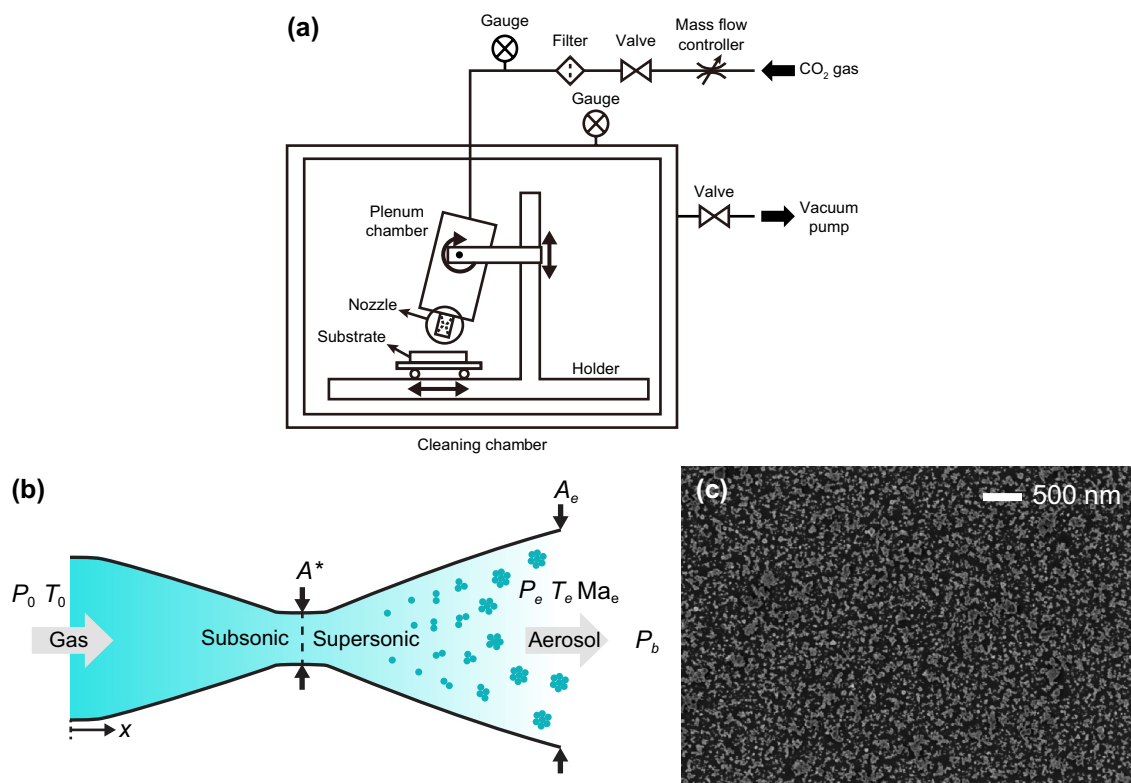 (a)
Gauge
Filter
Valve
Mass flow
controller
CO₂ gas
Gauge
Valve
Vacuum
pump
Plenum
chamber
Nozzle
Substrate
Holder
Cleaning chamber
(b)
A*
Aₑ
P₀ T₀
Gas
Subsonic
Supersonic
Pₑ Tₑ Maₑ
Aerosol
P_b
x
(c)
500 nm